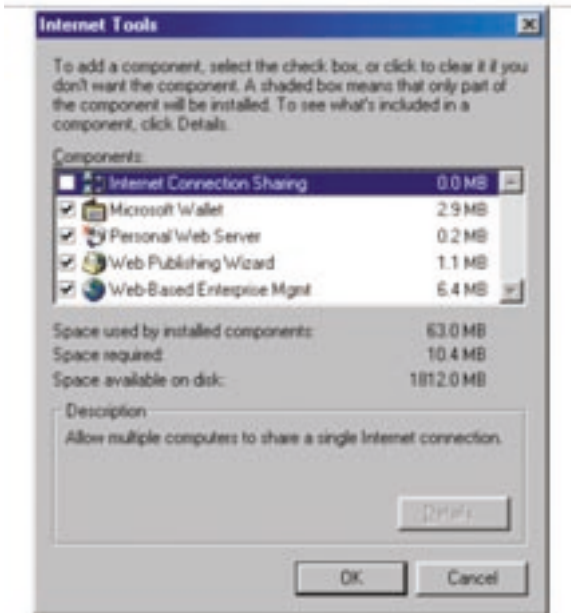 Internet Tools
To add a component, select the check box, or click to clear it if you
don't want the component. A shaded box means that only part of
the component will be installed. To see what's included in a
component, click Details.
Components:
Internet Connection Sharing 0.0 MB
Microsoft Wallet 2.9 MB
Personal Web Server 0.2 MB
Web Publishing Wizard 1.1 MB
Web-Based Enterprise Mgmt 6.4 MB
Space used by installed components: 63.0 MB
Space required: 10.4 MB
Space available on disk: 1812.0 MB
Description
Allow multiple computers to share a single Internet connection.
Details...
OK
Cancel